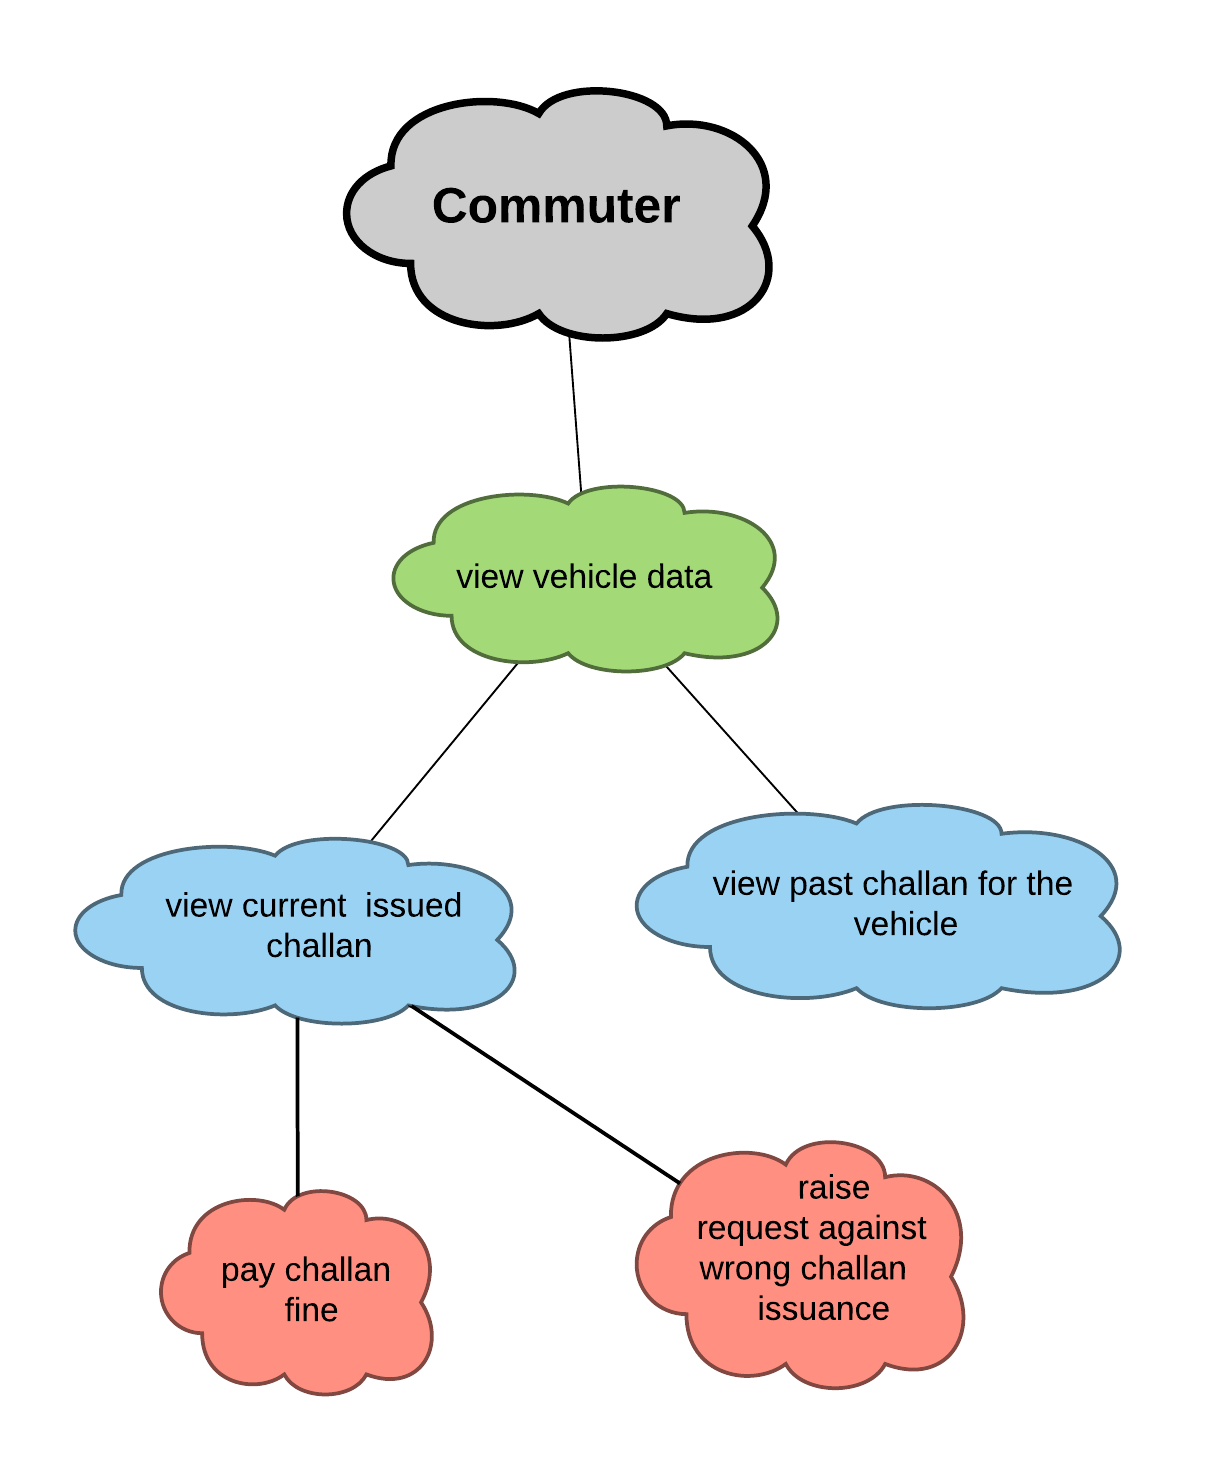 Commuter
view vehicle data
view current  issued
challan
view past challan for the
vehicle
pay challan
fine
raise
request against
wrong challan
issuance